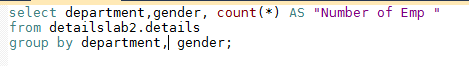 select department,gender, count(*) AS "Number of Emp "
from detailslab2.details
group by department, gender;